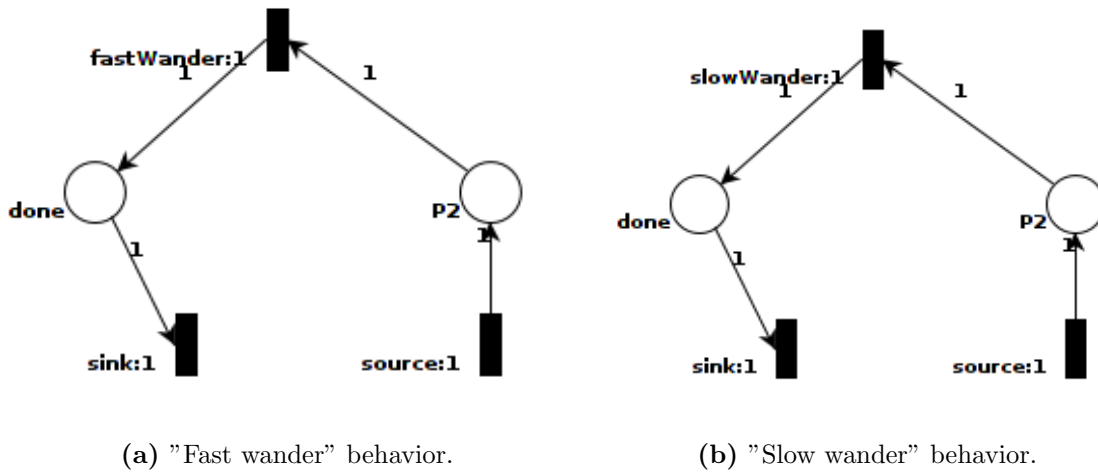 fastWander:1
1
1
done
P2
1
1
sink:1
source:1
slowWander:1
1
1
done
P2
1
1
sink:1
source:1
(a) ”Fast wander” behavior.
(b) ”Slow wander” behavior.